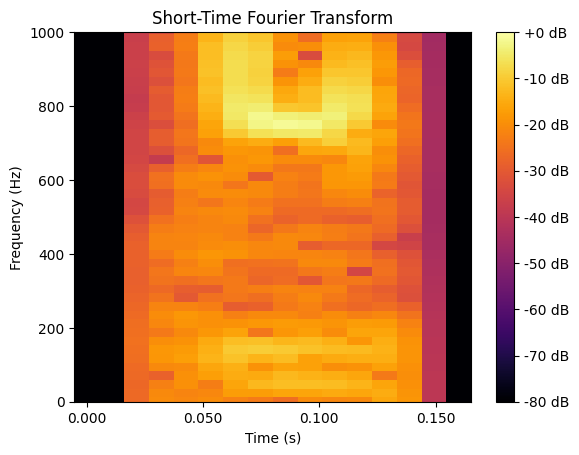 Short-Time Fourier Transform
1000
800
600
400
200
0
Frequency (Hz)
0.000
0.050
0.100
0.150
Time (s)
+0 dB
-10 dB
-20 dB
-30 dB
-40 dB
-50 dB
-60 dB
-70 dB
-80 dB